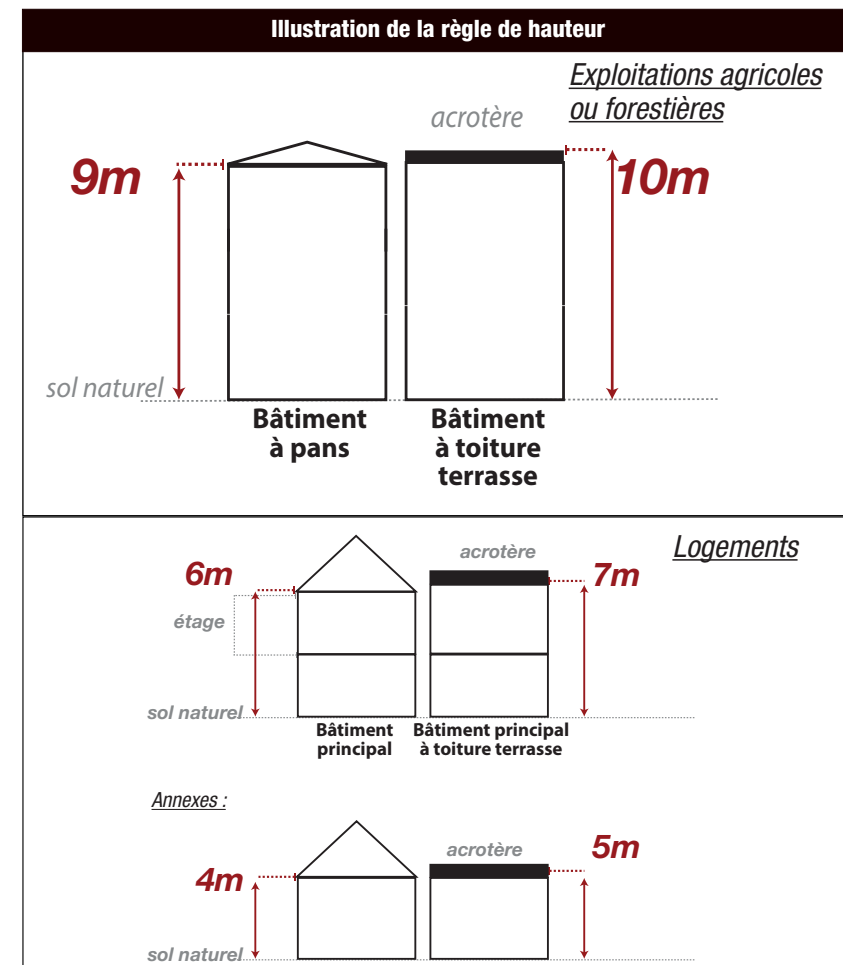 Illustration de la règle de hauteur
Exploitations agricoles
ou forestières
acrotère
9m
10m
sol naturel
Bâtiment
à pans
Bâtiment
à toiture
terrasse
Logements
acrotère
6m
7m
étage
sol naturel
Bâtiment
principal
Bâtiment principal
à toiture terrasse
Annexes :
acrotère
5m
4m
sol naturel